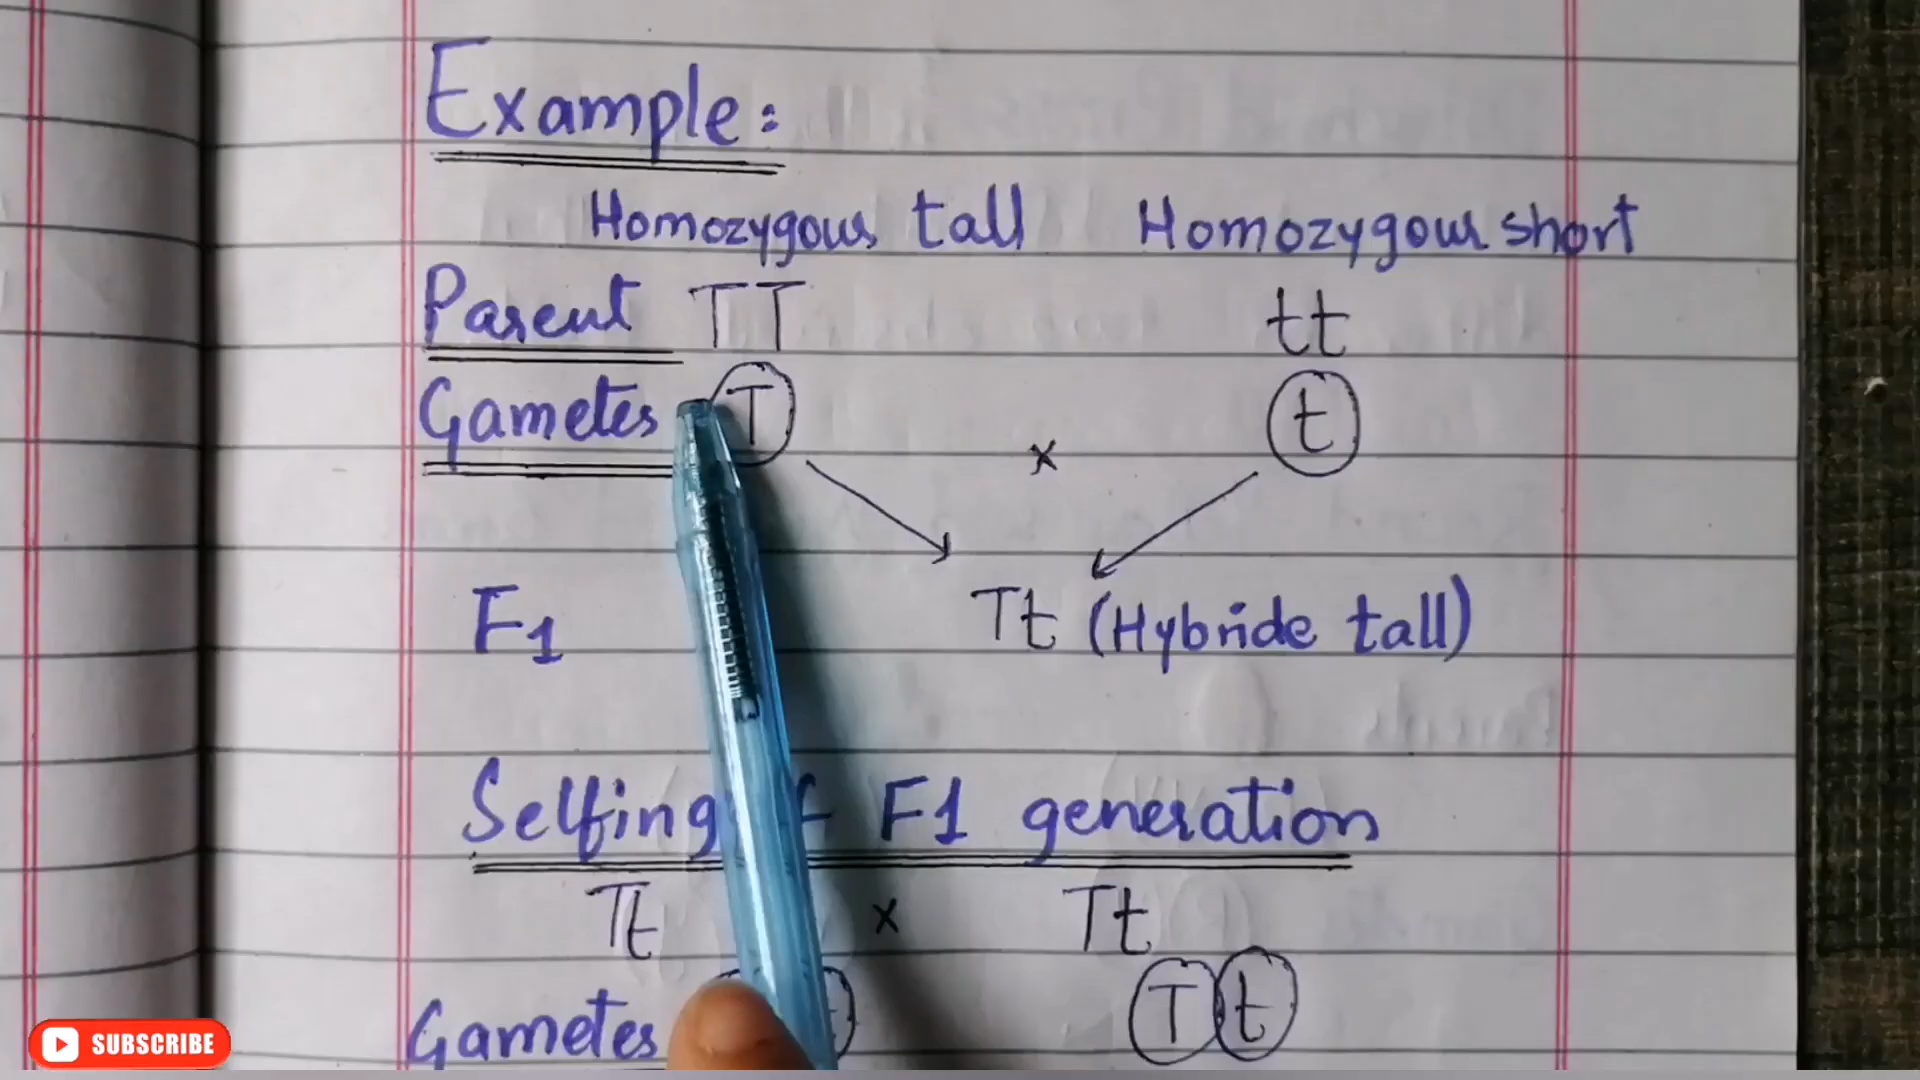 Example:
Homozygous tall Homozygous short
Parent TT tt
Gametes T t
x
F1 Tt (Hybride tall)
Selfing F1 generation
Tt x Tt
Gametes t T t
SUBSCRIBE